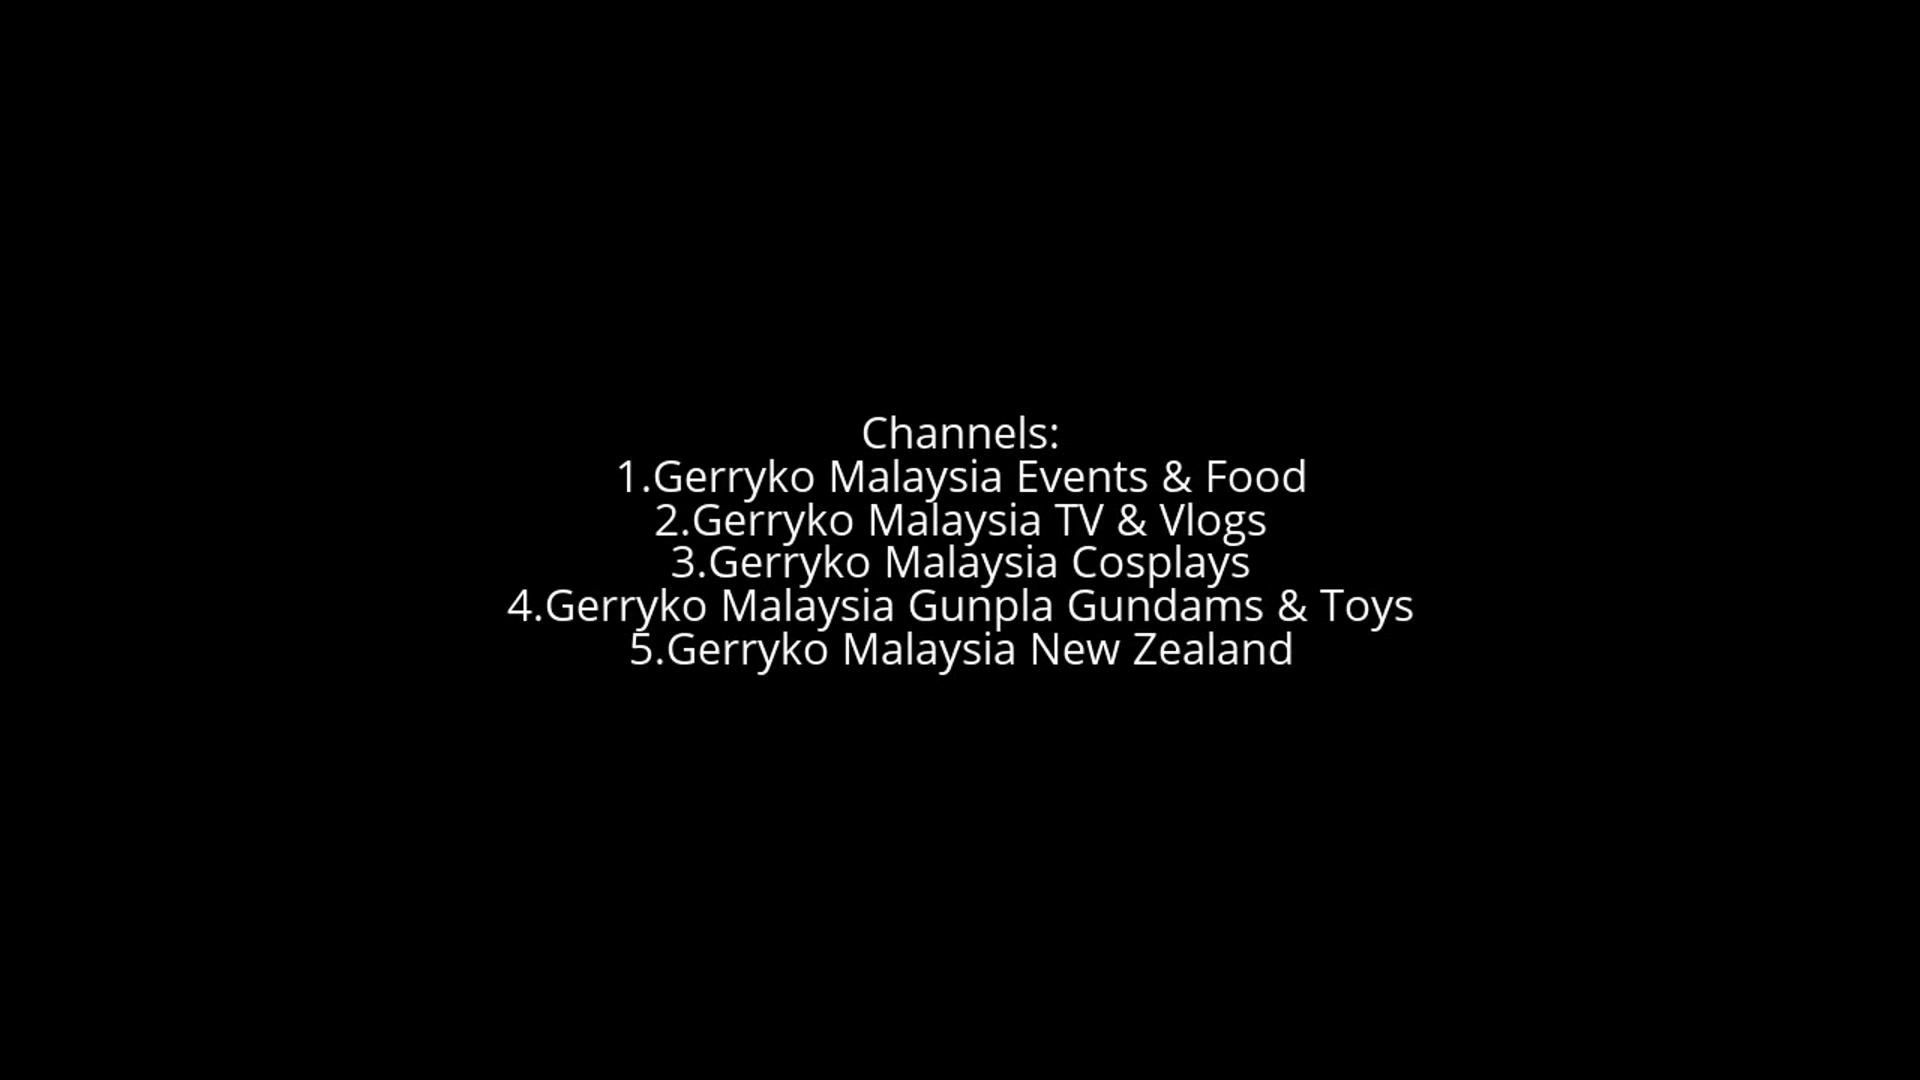 Channels:
1.Gerryko Malaysia Events & Food
2.Gerryko Malaysia TV & Vlogs
3.Gerryko Malaysia Cosplays
4.Gerryko Malaysia Gunpla Gundams & Toys
5.Gerryko Malaysia New Zealand